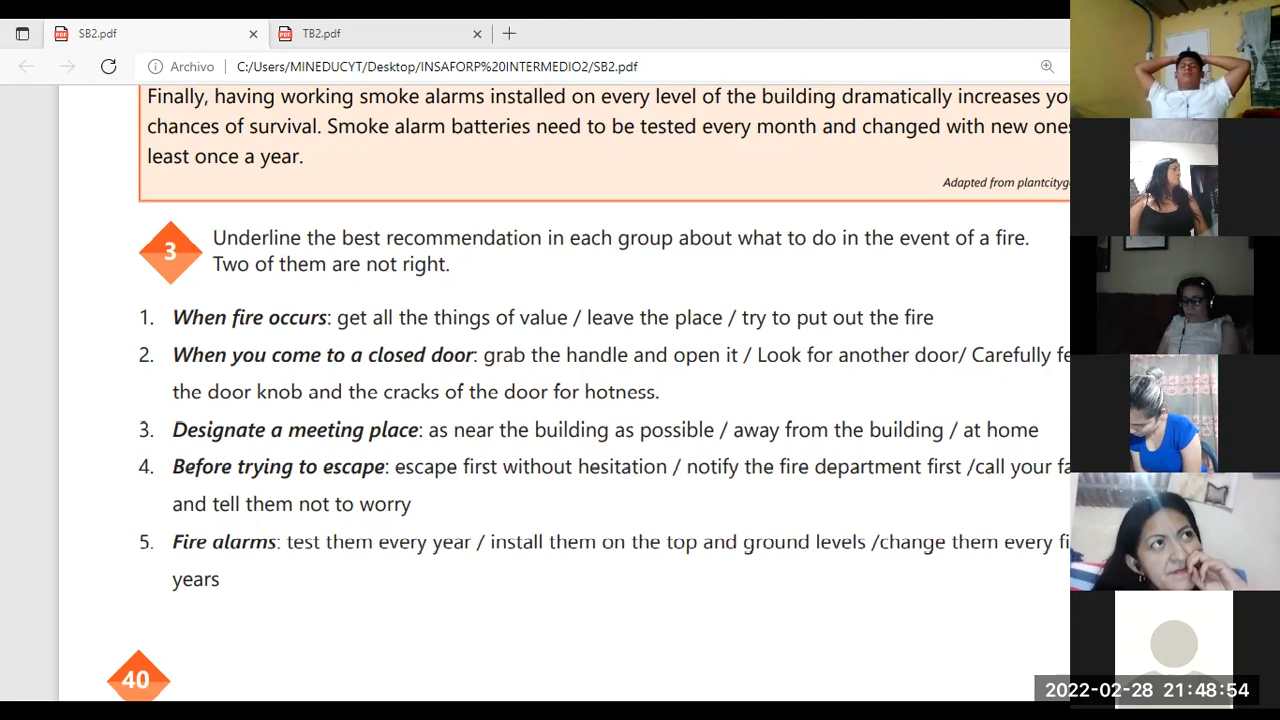 SB2.pdf
TB2.pdf
Archivo
C:/Users/MINEDUCYT/Desktop/INSAFORP%20INTERMEDIO2/SB2.pdf
Finally, having working smoke alarms installed on every level of the building dramatically increases yo
chances of survival. Smoke alarm batteries need to be tested every month and changed with new ones
least once a year.
Adapted from plantcityg
3
Underline the best recommendation in each group about what to do in the event of a fire.
Two of them are not right.
1. When fire occurs: get all the things of value / leave the place / try to put out the fire
2. When you come to a closed door: grab the handle and open it / Look for another door/ Carefully fe
the door knob and the cracks of the door for hotness.
3. Designate a meeting place: as near the building as possible / away from the building / at home
4. Before trying to escape: escape first without hesitation / notify the fire department first /call your fa
and tell them not to worry
5. Fire alarms: test them every year / install them on the top and ground levels /change them every fi
years
40
2022-02-28 21:48:54